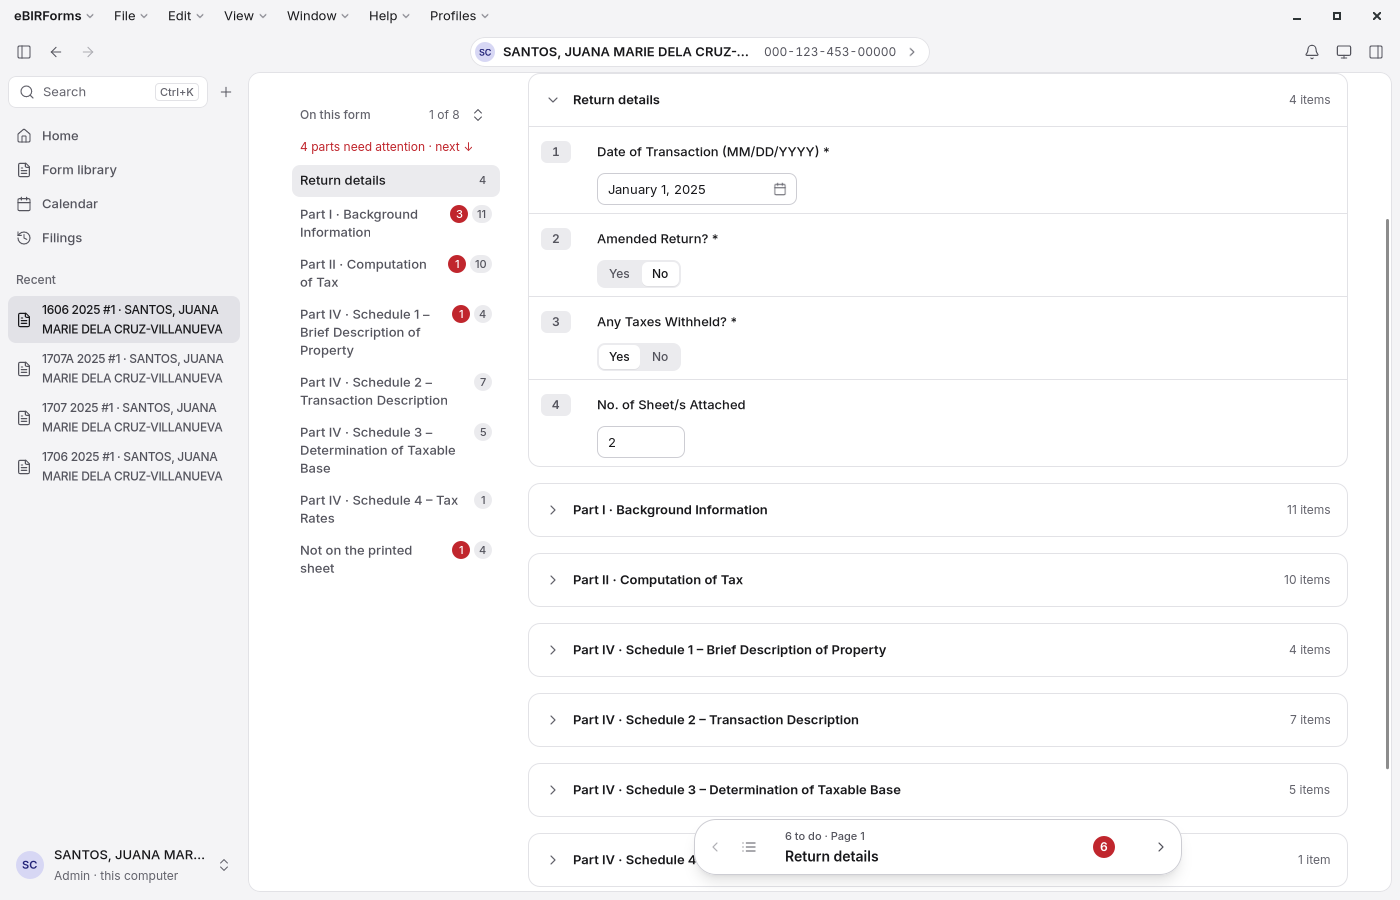 eBIRForms File Edit View Window Help Profiles
SC SANTOS, JUANA MARIE DELA CRUZ-... 000-123-453-00000
Search Ctrl+K
Home
Form library
Calendar
Filings
Recent
1606 2025 #1 · SANTOS, JUANA
MARIE DELA CRUZ-VILLANUEVA
1707A 2025 #1 · SANTOS, JUANA
MARIE DELA CRUZ-VILLANUEVA
1707 2025 #1 · SANTOS, JUANA
MARIE DELA CRUZ-VILLANUEVA
1706 2025 #1 · SANTOS, JUANA
MARIE DELA CRUZ-VILLANUEVA
SC SANTOS, JUANA MAR...
Admin · this computer
On this form 1 of 8
4 parts need attention · next ↓
Return details 4
Part I · Background 3 11
Information
Part II · Computation 1 10
of Tax
Part IV · Schedule 1 – 1 4
Brief Description of
Property
Part IV · Schedule 2 – 7
Transaction Description
Part IV · Schedule 3 – 5
Determination of Taxable
Base
Part IV · Schedule 4 – Tax 1
Rates
Not on the printed 1 4
sheet
Return details 4 items
1 Date of Transaction (MM/DD/YYYY) *
January 1, 2025
2 Amended Return? *
Yes No
3 Any Taxes Withheld? *
Yes No
4 No. of Sheet/s Attached
2
Part I · Background Information 11 items
Part II · Computation of Tax 10 items
Part IV · Schedule 1 – Brief Description of Property 4 items
Part IV · Schedule 2 – Transaction Description 7 items
Part IV · Schedule 3 – Determination of Taxable Base 5 items
Part IV · Schedule 4 1 item
6 to do · Page 1
Return details 6